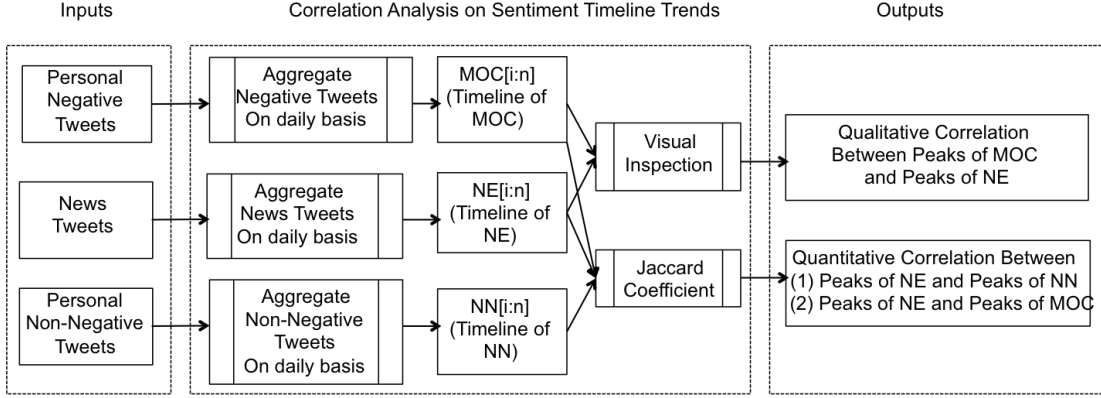 Inputs
Correlation Analysis on Sentiment Timeline Trends
Outputs
Personal
Negative
Tweets
Aggregate
Negative Tweets
On daily basis
MOC[i:n]
(Timeline of
MOC)
Visual
Inspection
Qualitative Correlation
Between Peaks of MOC
and Peaks of NE
News
Tweets
Aggregate
News Tweets
On daily basis
NE[i:n]
(Timeline of
NE)
Jaccard
Coefficient
Quantitative Correlation Between
(1) Peaks of NE and Peaks of NN
(2) Peaks of NE and Peaks of MOC
Personal
Non-Negative
Tweets
Aggregate
Non-Negative
Tweets
On daily basis
NN[i:n]
(Timeline of
NN)